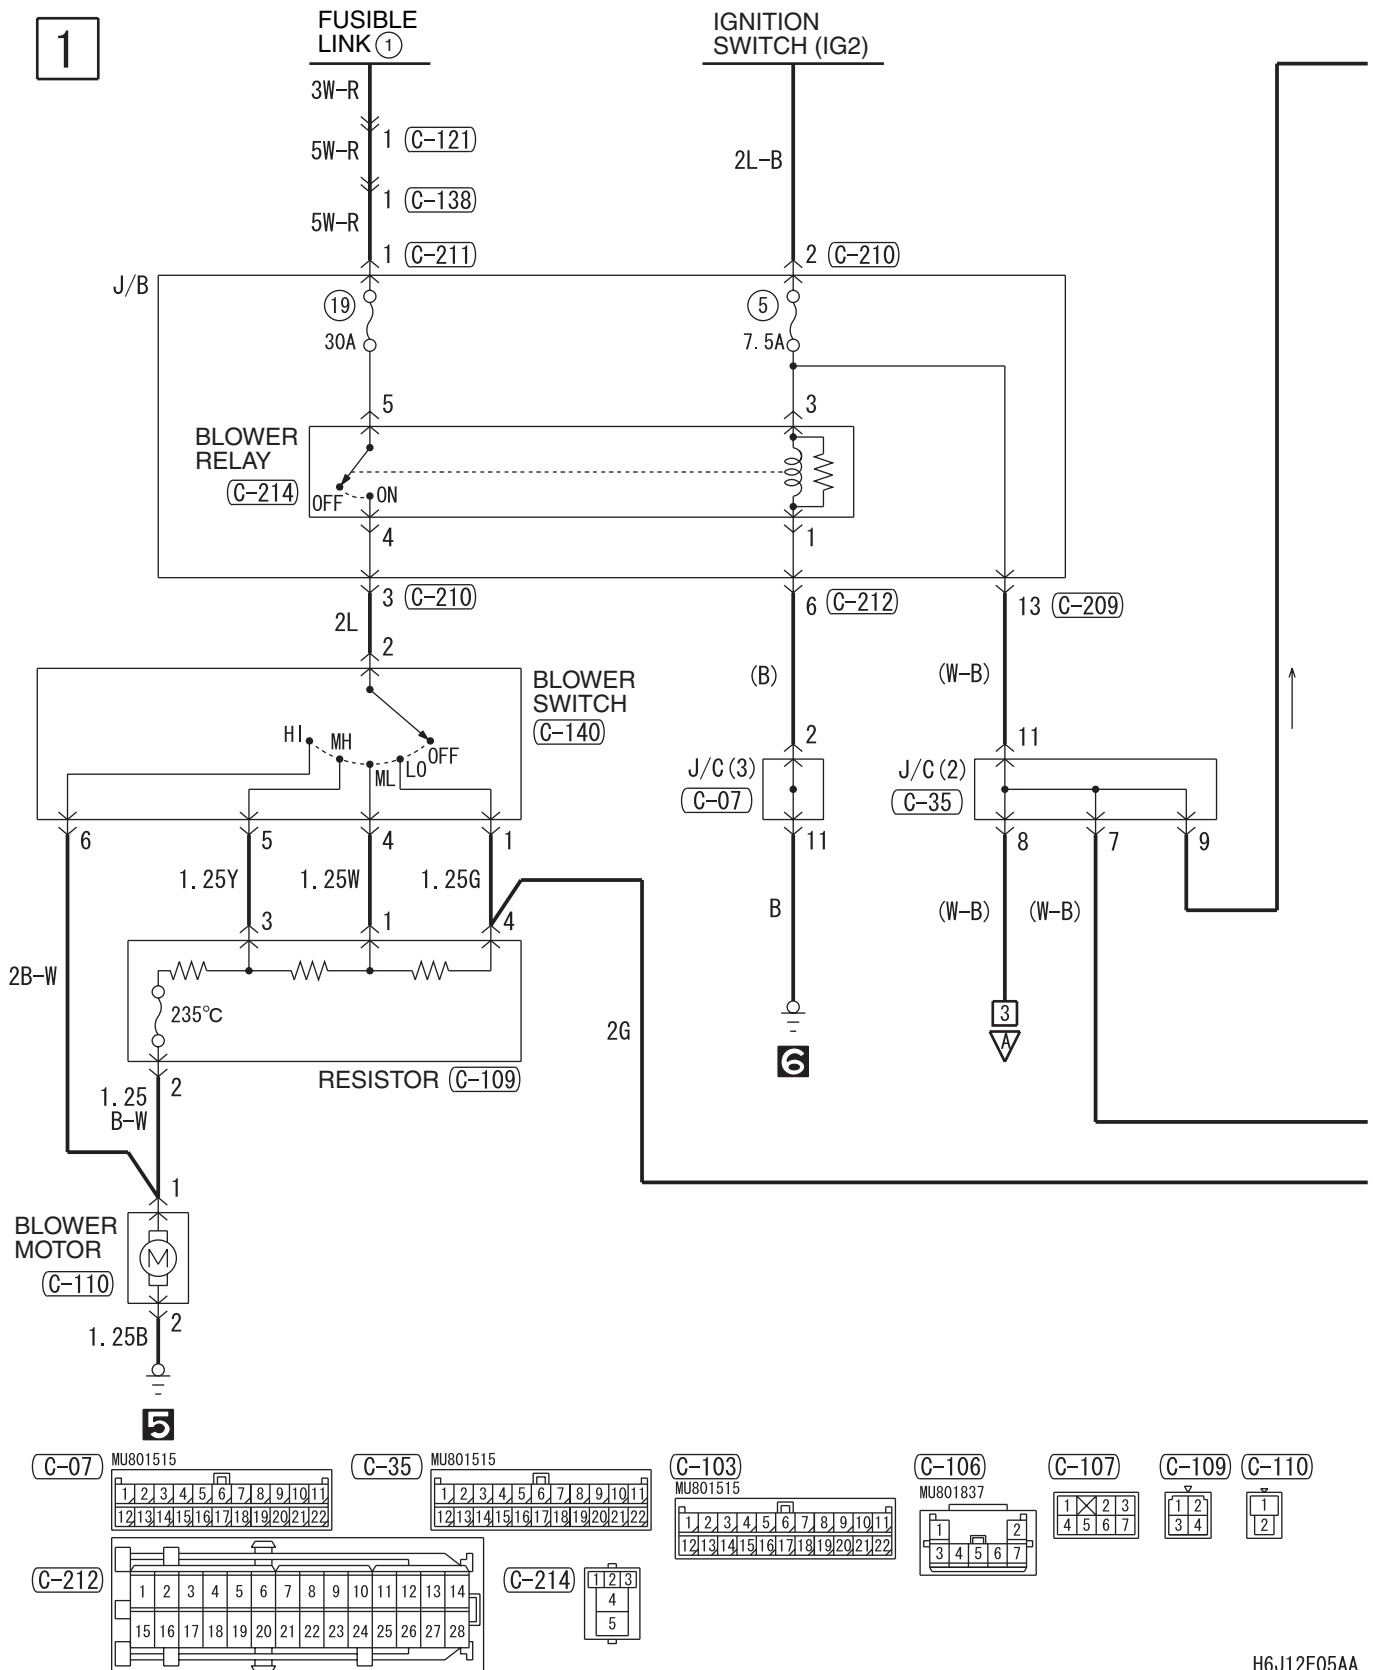 1
FUSIBLE
LINK 1
IGNITION
SWITCH (IG2)
3W-R
1 C-121
5W-R
2L-B
1 C-138
5W-R
1 C-211
2 C-210
J/B
19
5
30A
7.5A
5
3
BLOWER
RELAY
C-214
OFF
ON
4
1
3 C-210
6 C-212
13 C-209
2L
2
BLOWER
SWITCH
C-140
(B)
(W-B)
HI
MH
ML
LO
OFF
2
11
J/C(3)
C-07
J/C(2)
C-35
6
5
4
1
11
8
7
9
1.25Y
1.25W
1.25G
B
(W-B)
(W-B)
3
1
4
2B-W
235℃
2G
3
A
6
RESISTOR C-109
2
1.25
B-W
1
BLOWER
MOTOR
M
C-110
2
1.25B
5
C-07 MU801515
1 2 3 4 5 6 7 8 9 10 11
12 13 14 15 16 17 18 19 20 21 22
C-35 MU801515
1 2 3 4 5 6 7 8 9 10 11
12 13 14 15 16 17 18 19 20 21 22
C-103
MU801515
1 2 3 4 5 6 7 8 9 10 11
12 13 14 15 16 17 18 19 20 21 22
C-106
MU801837
1 2
3 4 5 6 7
C-107
1 2 3
4 5 6 7
C-109
1 2
3 4
C-110
1
2
C-212
1 2 3 4 5 6 7 8 9 10 11 12 13 14
15 16 17 18 19 20 21 22 23 24 25 26 27 28
C-214
1 2 3
4
5
H6J12E05AA